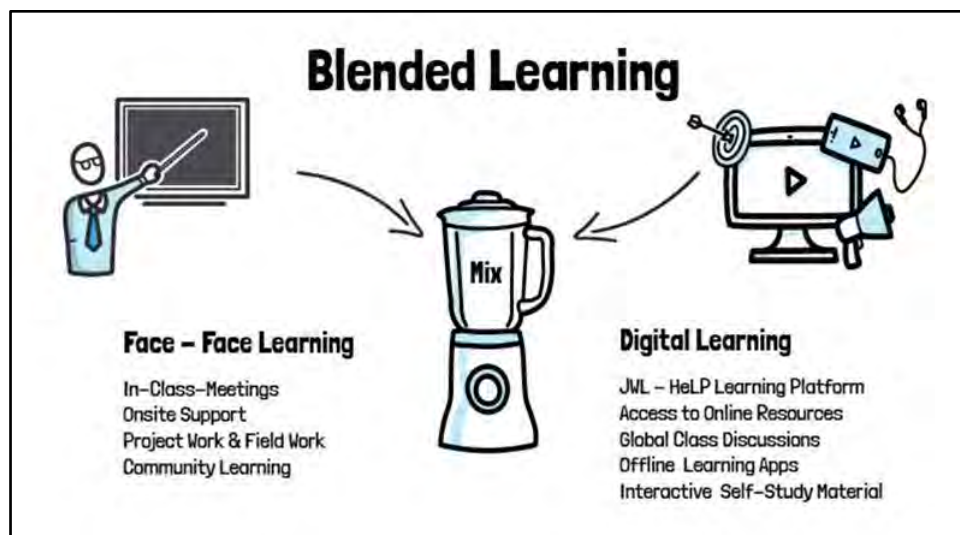 Blended Learning
Mix
Face – Face Learning
In-Class-Meetings
Onsite Support
Project Work & Field Work
Community Learning
Digital Learning
JWL – HeLP Learning Platform
Access to Online Resources
Global Class Discussions
Offline Learning Apps
Interactive Self-Study Material